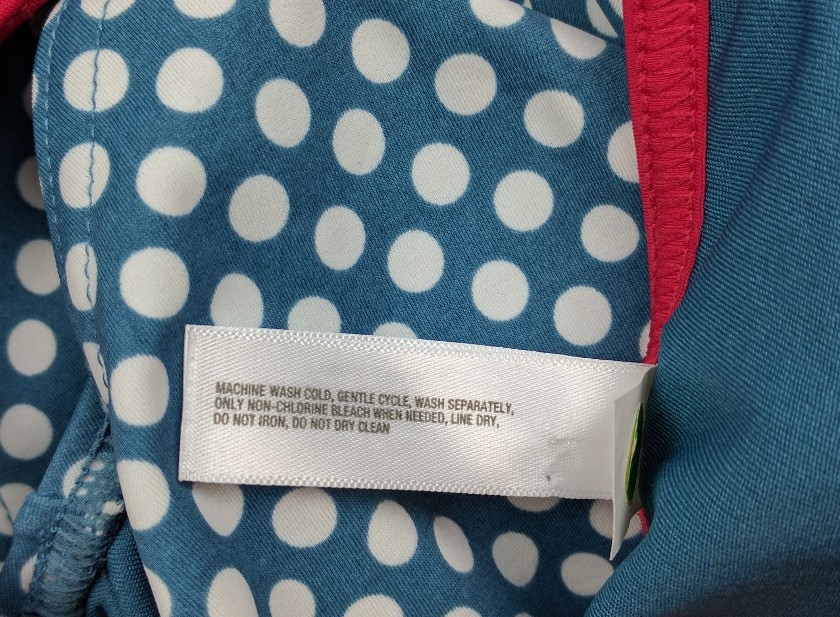 MACHINE WASH COLD, GENTLE CYCLE, WASH SEPARATELY,
ONLY NON-CHLORINE BLEACH WHEN NEEDED, LINE DRY,
DO NOT IRON, DO NOT DRY CLEAN